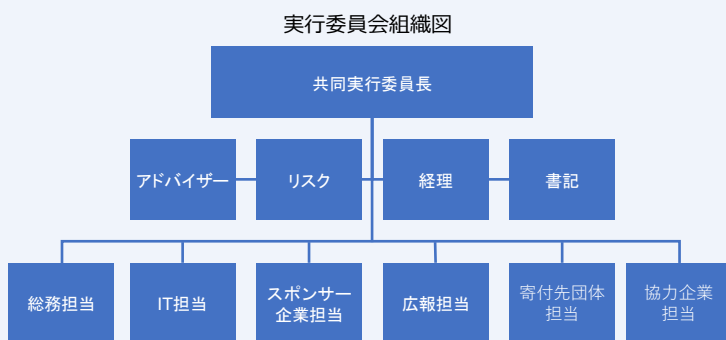 実行委員会組織図
共同実行委員長
アドバイザー
リスク
経理
書記
総務担当
IT担当
スポンサー
企業担当
広報担当
寄付先団体
担当
協力企業
担当